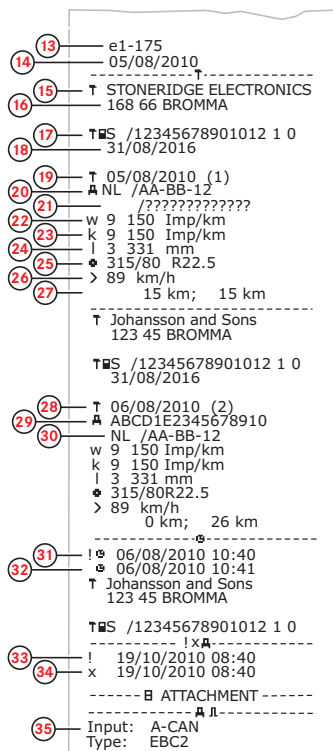 13 e1-175
14 05/08/2010
15 STONERIDGE ELECTRONICS
16 168 66 BROMMA
17 S /12345678901012 1 0
18 31/08/2016
19 05/08/2010 (1)
20 NL /AA-BB-12
21 /?????????????
22 w 9 150 Imp/km
23 k 9 150 Imp/km
24 l 3 331 mm
25 315/80 R22.5
26 > 89 km/h
27 15 km; 15 km
Johansson and Sons
123 45 BROMMA
S /12345678901012 1 0
31/08/2016
28 06/08/2010 (2)
29 ABCD1E2345678910
30 NL /AA-BB-12
w 9 150 Imp/km
k 9 150 Imp/km
l 3 331 mm
315/80R22.5
> 89 km/h
0 km; 26 km
31 ! 06/08/2010 10:40
32 06/08/2010 10:41
Johansson and Sons
123 45 BROMMA
S /12345678901012 1 0
! x
33 ! 19/10/2010 08:40
34 x 19/10/2010 08:40
------ ATTACHMENT ------
35 Input: A-CAN
Type: EBC2